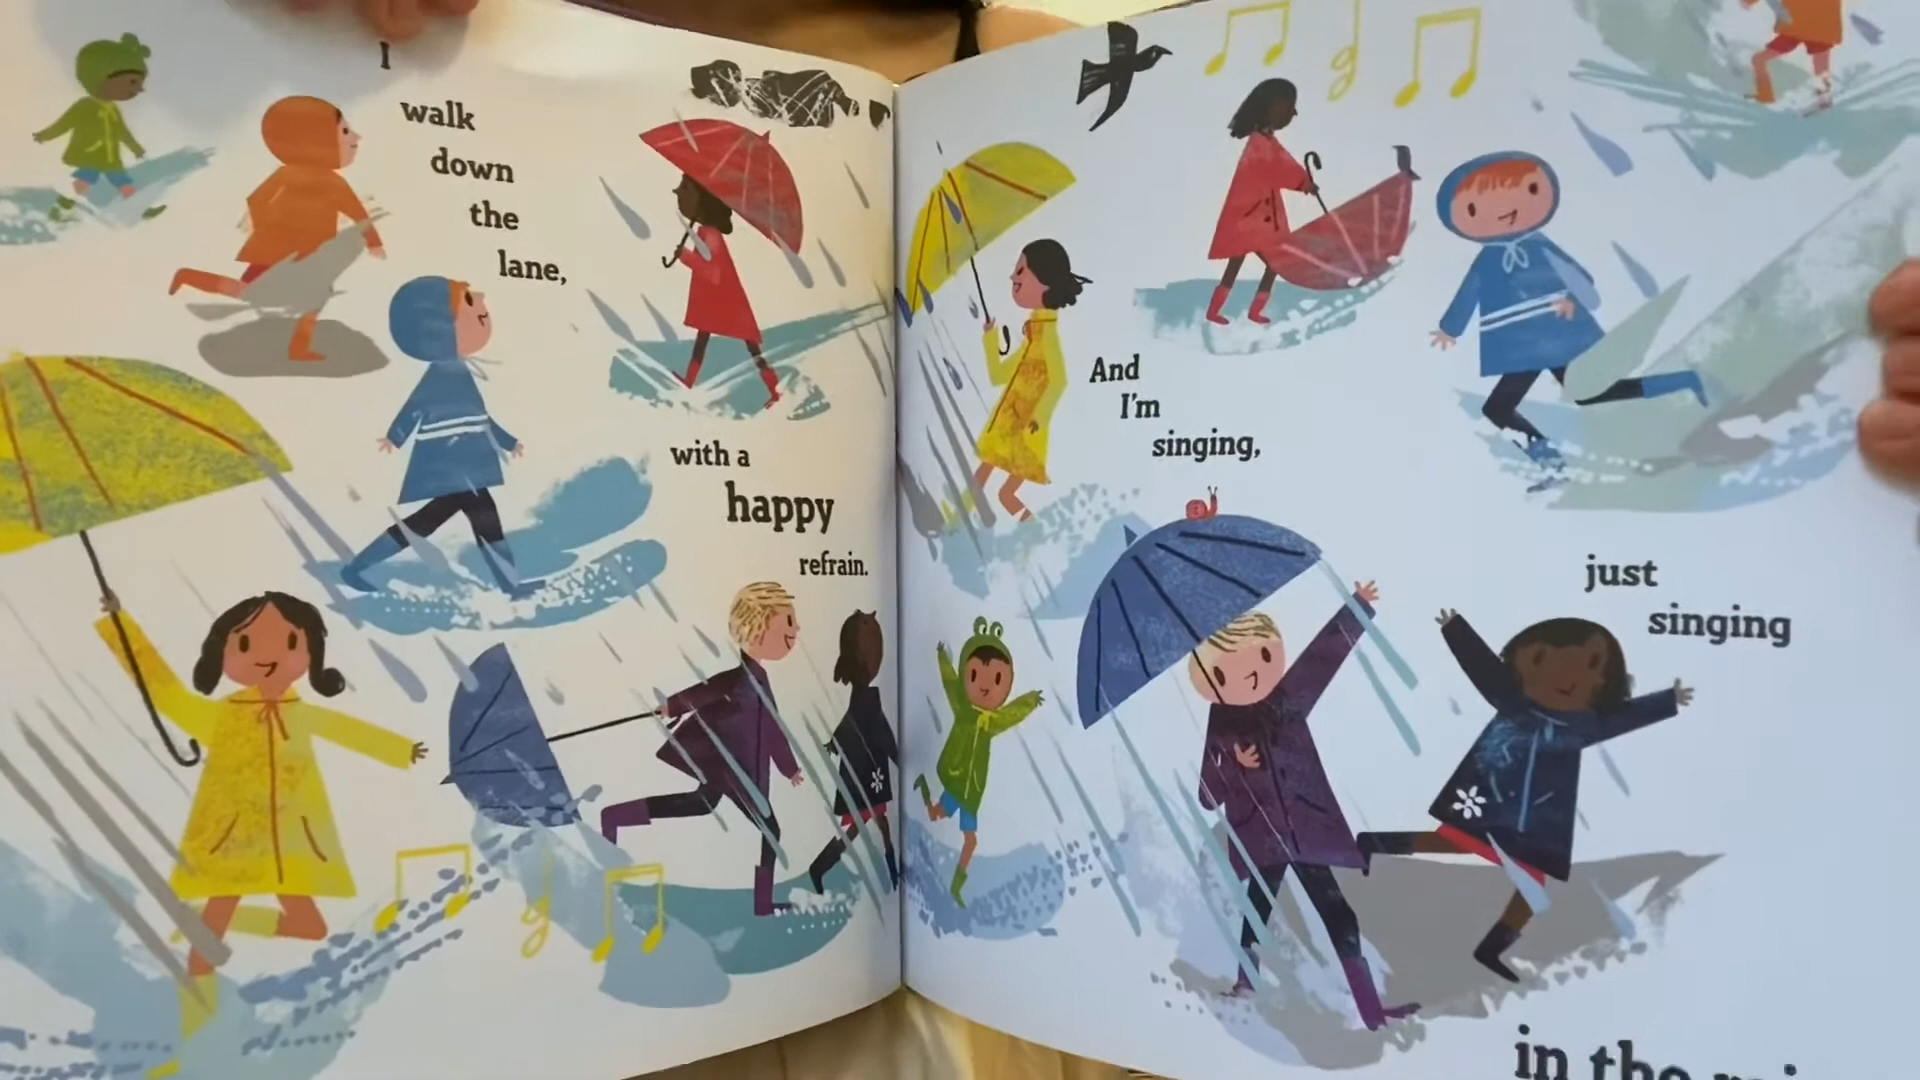 I
walk
down
the
lane,
with a
happy
refrain.
And
I'm
singing,
just
singing
in the